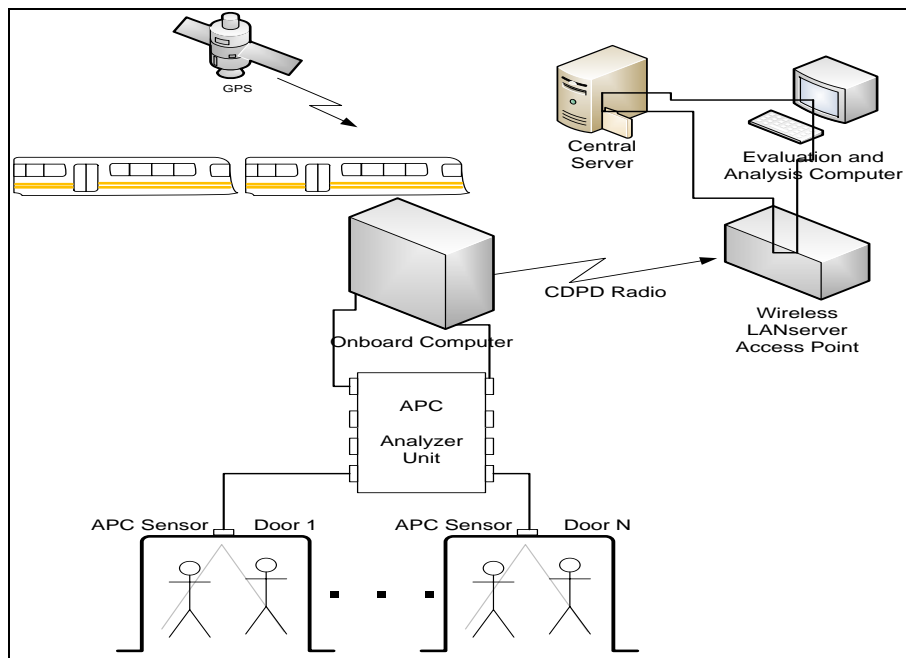 GPS
Central
Server
Evaluation and
Analysis Computer
CDPD Radio
Wireless
LANserver
Access Point
Onboard Computer
APC
Analyzer
Unit
APC Sensor
Door 1
APC Sensor
Door N